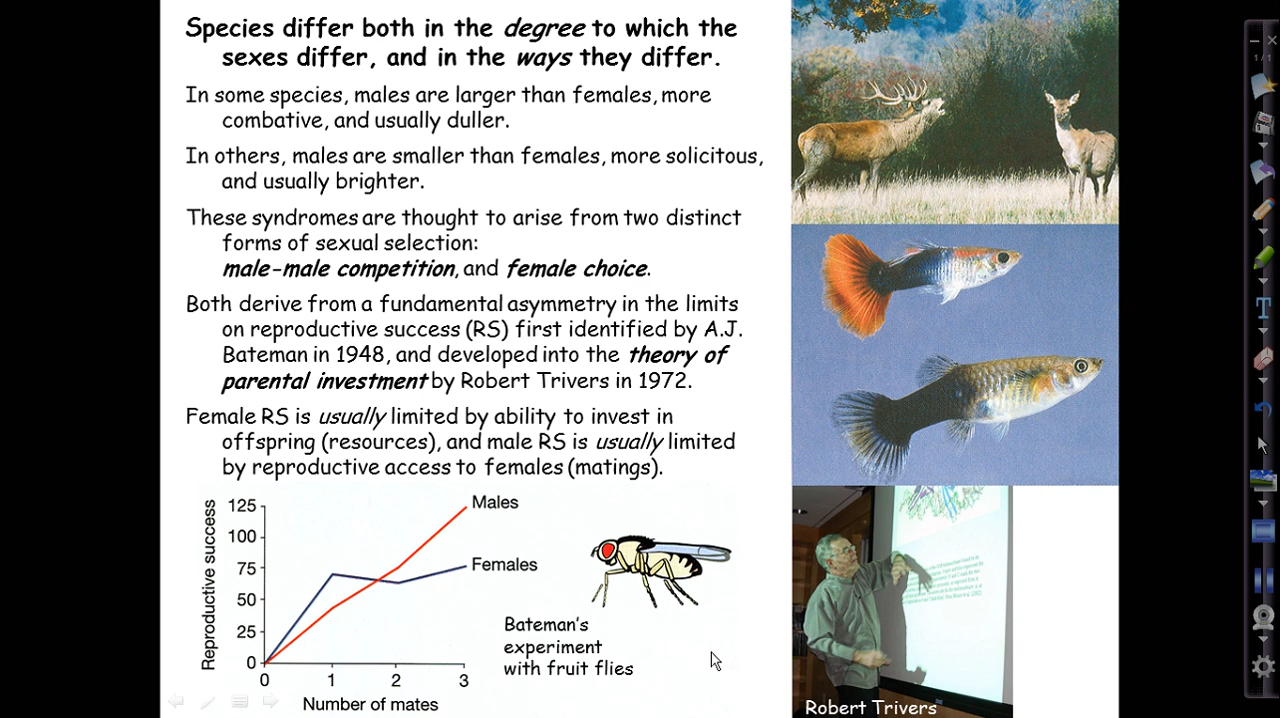 Species differ both in the degree to which the
sexes differ, and in the ways they differ.
In some species, males are larger than females, more
combative, and usually duller.
In others, males are smaller than females, more solicitous,
and usually brighter.
These syndromes are thought to arise from two distinct
forms of sexual selection:
male-male competition, and female choice.
Both derive from a fundamental asymmetry in the limits
on reproductive success (RS) first identified by A.J.
Bateman in 1948, and developed into the theory of
parental investment by Robert Trivers in 1972.
Female RS is usually limited by ability to invest in
offspring (resources), and male RS is usually limited
by reproductive access to females (matings).
Reproductive success
125
100
75
50
25
0
0 1 2 3
Number of mates
Males
Females
Bateman's
experiment
with fruit flies
Robert Trivers
1/1